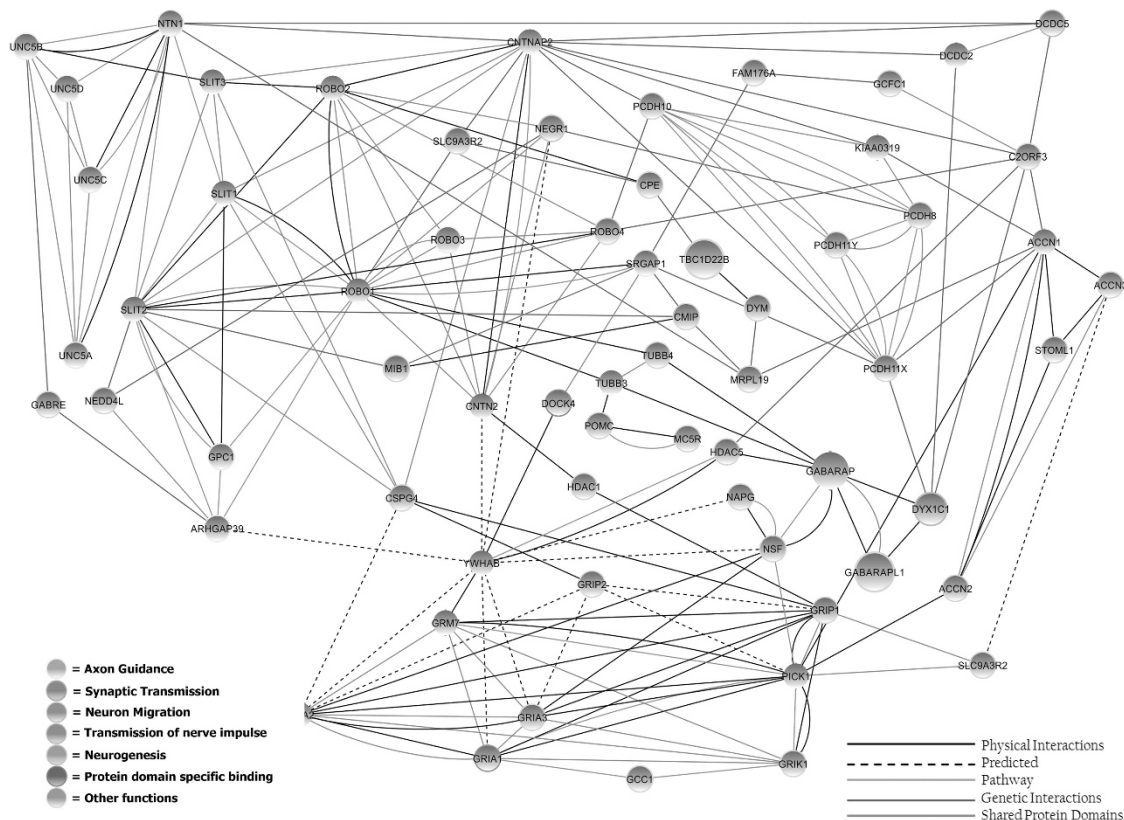 NTN1
DCDC5
UNC5B
CNTNAP2
DCDC2
FAM176A
SLIT3
GCFC1
UNC5D
ROBO2
PCDH10
NEGR1
SLC9A3R2
KIAA0319
C2ORF3
UNC5C
CPE
SLIT1
PCDH8
ROBO4
ROBO3
PCDH11Y
ACCN1
TBC1D22B
SRGAP1
ROBO1
ACCN3
SLIT2
DYM
CMIP
STOML1
UNC5A
TUBB4
MIB1
PCDH11X
MRPL19
TUBB3
GABRE
NEDD4L
CNTN2
DOCK4
POMC
MC5R
HDAC5
GPC1
GABARAP
HDAC1
CSPG4
NAPG
DYX1C1
ARHGAP39
NSF
YWHAB
GABARAPL1
GRIP2
ACCN2
GRIP1
GRM7
SLC9A3R2
PICK1
GRIA3
GRIA1
GRIK1
GCC1
= Axon Guidance
= Synaptic Transmission
= Neuron Migration
= Transmission of nerve impulse
= Neurogenesis
= Protein domain specific binding
= Other functions
Physical Interactions
Predicted
Pathway
Genetic Interactions
Shared Protein Domains